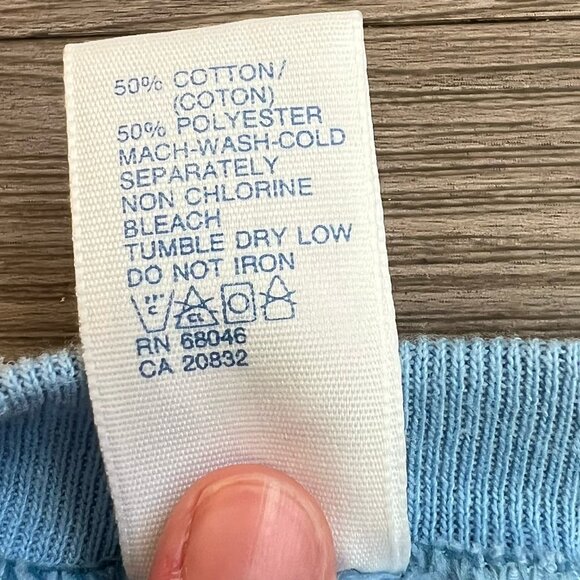 50% COTTON/
(COTON)
50% POLYESTER
MACH-WASH-COLD
SEPARATELY
NON CHLORINE
BLEACH
TUMBLE DRY LOW
DO NOT IRON
CL
RN 68046
CA 20832